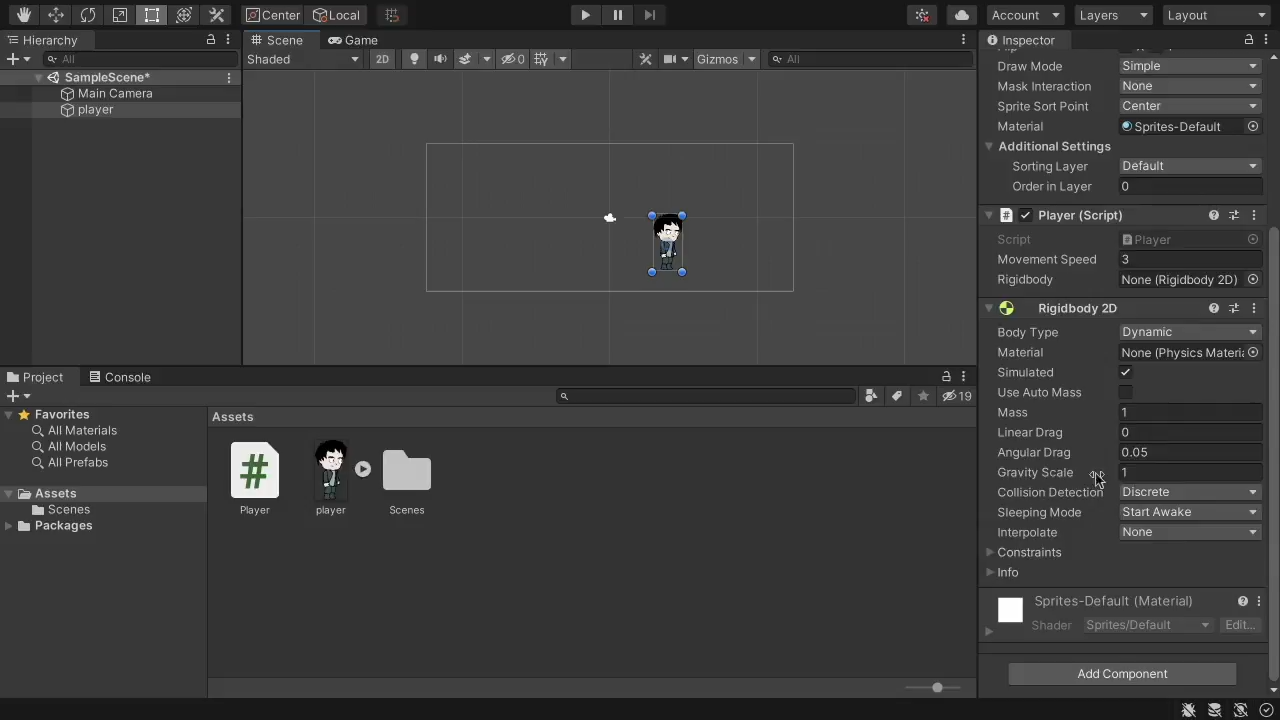 Center
Local
Account
Layers
Layout
Hierarchy
All
SampleScene*
Main Camera
player
Scene
Game
Shaded
2D
0
Gizmos
All
Project
Console
19
Favorites
All Materials
All Models
All Prefabs
Assets
Scenes
Packages
Assets
#
Player
player
Scenes
Inspector
Draw Mode Simple
Mask Interaction None
Sprite Sort Point Center
Material Sprites-Default
Additional Settings
Sorting Layer Default
Order in Layer 0
# Player (Script)
Script Player
Movement Speed 3
Rigidbody None (Rigidbody 2D)
Rigidbody 2D
Body Type Dynamic
Material None (Physics Materia
Simulated
Use Auto Mass
Mass 1
Linear Drag 0
Angular Drag 0.05
Gravity Scale 1
Collision Detection Discrete
Sleeping Mode Start Awake
Interpolate None
Constraints
Info
Sprites-Default (Material)
Shader Sprites/Default Edit...
Add Component